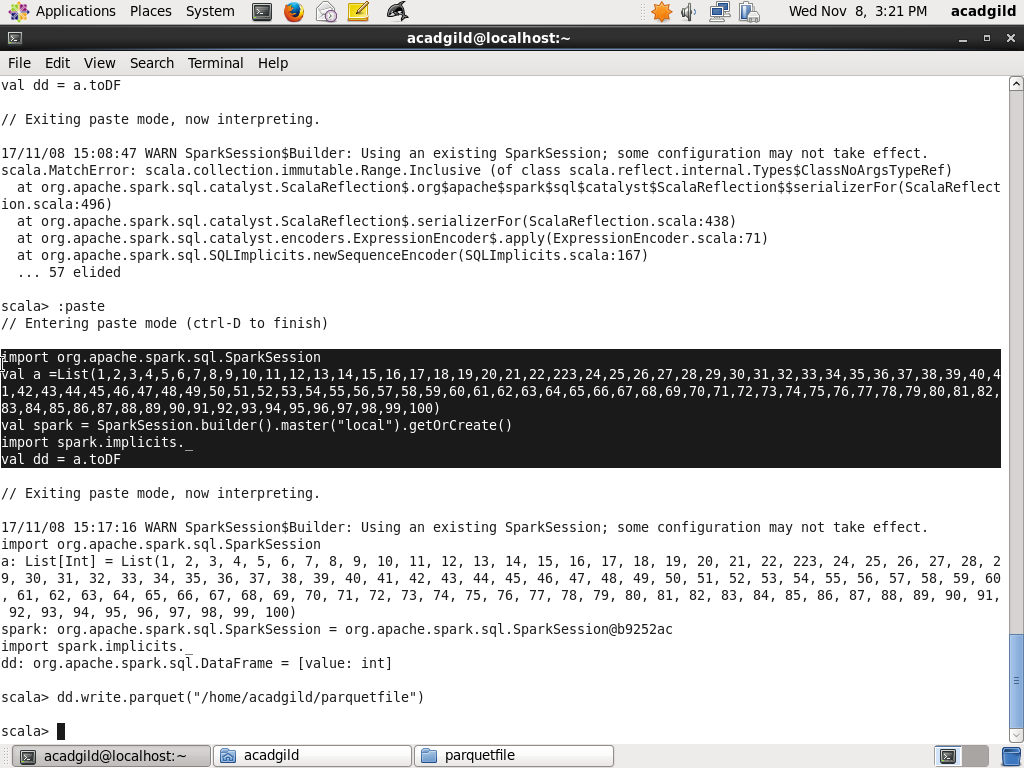 Applications Places System Wed Nov 8, 3:21 PM acadgild
acadgild@localhost:~
File Edit View Search Terminal Help
val dd = a.toDF
// Exiting paste mode, now interpreting.
17/11/08 15:08:47 WARN SparkSession$Builder: Using an existing SparkSession; some configuration may not take effect.
scala.MatchError: scala.collection.immutable.Range.Inclusive (of class scala.reflect.internal.Types$ClassNoArgsTypeRef)
at org.apache.spark.sql.catalyst.ScalaReflection$.org$apache$spark$sql$catalyst$ScalaReflection$$serializerFor(ScalaReflect
ion.scala:496)
at org.apache.spark.sql.catalyst.ScalaReflection$.serializerFor(ScalaReflection.scala:438)
at org.apache.spark.sql.catalyst.encoders.ExpressionEncoder$.apply(ExpressionEncoder.scala:71)
at org.apache.spark.sql.SQLImplicits.newSequenceEncoder(SQLImplicits.scala:167)
... 57 elided
scala> :paste
// Entering paste mode (ctrl-D to finish)
import org.apache.spark.sql.SparkSession
val a =List(1,2,3,4,5,6,7,8,9,10,11,12,13,14,15,16,17,18,19,20,21,22,223,24,25,26,27,28,29,30,31,32,33,34,35,36,37,38,39,40,4
1,42,43,44,45,46,47,48,49,50,51,52,53,54,55,56,57,58,59,60,61,62,63,64,65,66,67,68,69,70,71,72,73,74,75,76,77,78,79,80,81,82,
83,84,85,86,87,88,89,90,91,92,93,94,95,96,97,98,99,100)
val spark = SparkSession.builder().master("local").getOrCreate()
import spark.implicits._
val dd = a.toDF
// Exiting paste mode, now interpreting.
17/11/08 15:17:16 WARN SparkSession$Builder: Using an existing SparkSession; some configuration may not take effect.
import org.apache.spark.sql.SparkSession
a: List[Int] = List(1, 2, 3, 4, 5, 6, 7, 8, 9, 10, 11, 12, 13, 14, 15, 16, 17, 18, 19, 20, 21, 22, 223, 24, 25, 26, 27, 28, 2
9, 30, 31, 32, 33, 34, 35, 36, 37, 38, 39, 40, 41, 42, 43, 44, 45, 46, 47, 48, 49, 50, 51, 52, 53, 54, 55, 56, 57, 58, 59, 60
, 61, 62, 63, 64, 65, 66, 67, 68, 69, 70, 71, 72, 73, 74, 75, 76, 77, 78, 79, 80, 81, 82, 83, 84, 85, 86, 87, 88, 89, 90, 91,
92, 93, 94, 95, 96, 97, 98, 99, 100)
spark: org.apache.spark.sql.SparkSession = org.apache.spark.sql.SparkSession@b9252ac
import spark.implicits._
dd: org.apache.spark.sql.DataFrame = [value: int]
scala> dd.write.parquet("/home/acadgild/parquetfile")
scala>
acadgild@localhost:~ acadgild parquetfile